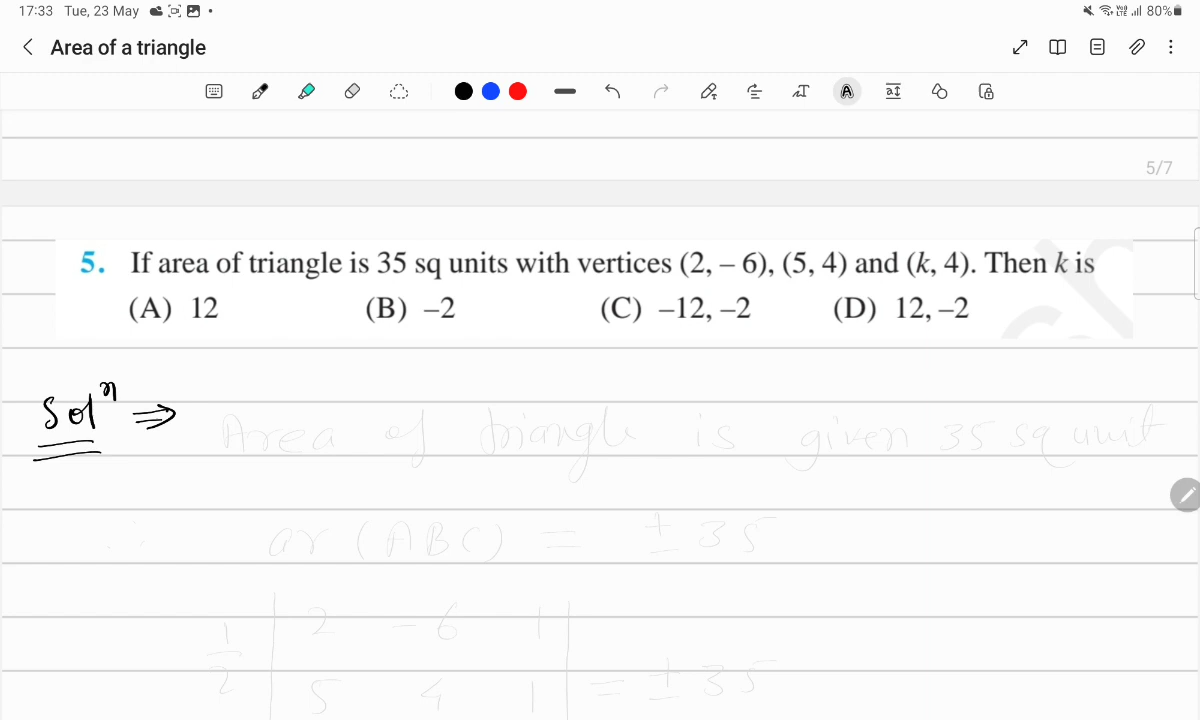 17:33 Tue, 23 May 80%
Area of a triangle
5/7
5. If area of triangle is 35 sq units with vertices (2, – 6), (5, 4) and (k, 4). Then k is
(A) 12 (B) –2 (C) –12, –2 (D) 12, –2
Solⁿ ⇒ Area of triangle is given 35 sq unit
∴ ar (ABC) = ± 35
1/2 | 2 -6 1 |
| 5 4 1 | = ± 35